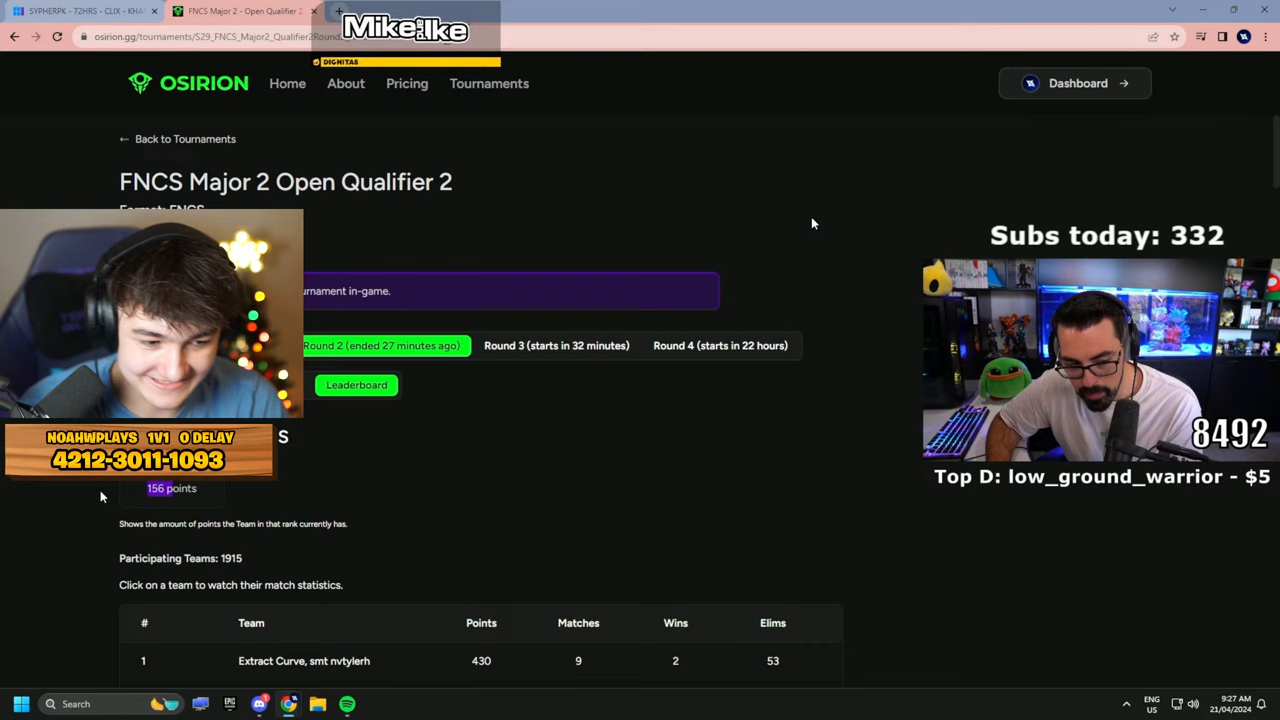 SYPHERPK - 72HRS - CLIX - KHA
FNCS Major 2 - Open Qualifier 2
Mike
Ike
DIGNITAS
osirion.gg/tournaments/S29_FNCS_Major2_Qualifier2Round
OSIRION
Home
About
Pricing
Tournaments
Dashboard
← Back to Tournaments
FNCS Major 2 Open Qualifier 2
Format: FNCS
Subs today: 332
urnament in-game.
Round 2 (ended 27 minutes ago)
Round 3 (starts in 32 minutes)
Round 4 (starts in 22 hours)
Leaderboard
NOAHWPLAYS 1V1 0 DELAY
4212-3011-1093
S
8492
Top D: low_ground_warrior - $5
156 points
Shows the amount of points the Team in that rank currently has.
Participating Teams: 1915
Click on a team to watch their match statistics.
# Team Points Matches Wins Elims
1 Extract Curve, smt nvtylerh 430 9 2 53
Search
ENG
US
9:27 AM
21/04/2024